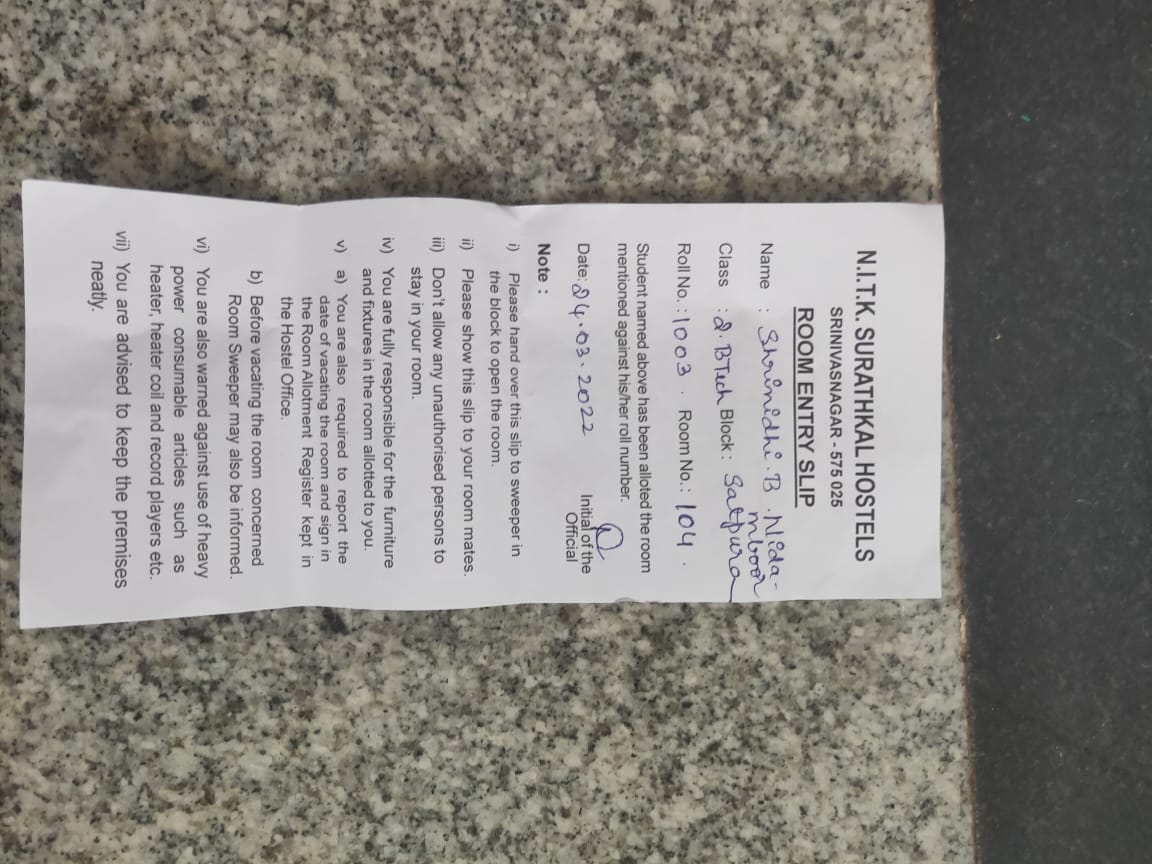 N.I.T.K. SURATHKAL HOSTELS
SRINIVASNAGAR - 575 025
ROOM ENTRY SLIP
Name : Shrinidhi . B . Nida-
mboor
Class : 2. BTech Block : Satpura
Roll No. : 1003 . Room No. : 104 .
Student named above has been alloted the room
mentioned against his/her roll number.
Date: 24.03.2022 Initial of the
Official
Note :
i) Please hand over this slip to sweeper in
the block to open the room.
ii) Please show this slip to your room mates.
iii) Don't allow any unauthorised persons to
stay in your room.
iv) You are fully responsible for the furniture
and fixtures in the room allotted to you.
v) a) You are also required to report the
date of vacating the room and sign in
the Room Allotment Register kept in
the Hostel Office.
b) Before vacating the room concerned
Room Sweeper may also be informed.
vi) You are also warned against use of heavy
power consumable articles such as
heater, heater coil and record players etc.
vii) You are advised to keep the premises
neatly.